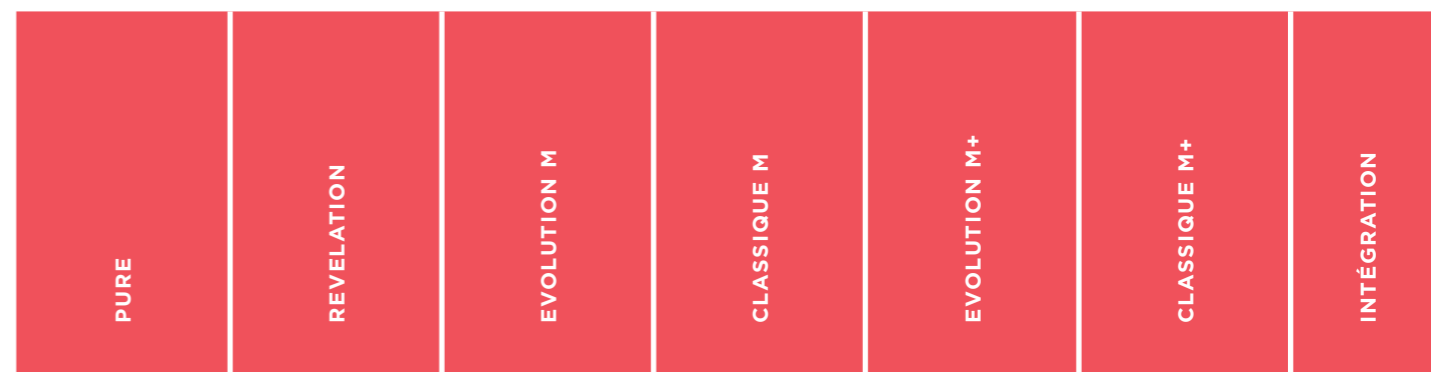 PURE
REVELATION
EVOLUTION M
CLASSIQUE M
EVOLUTION M+
CLASSIQUE M+
INTÉGRATION